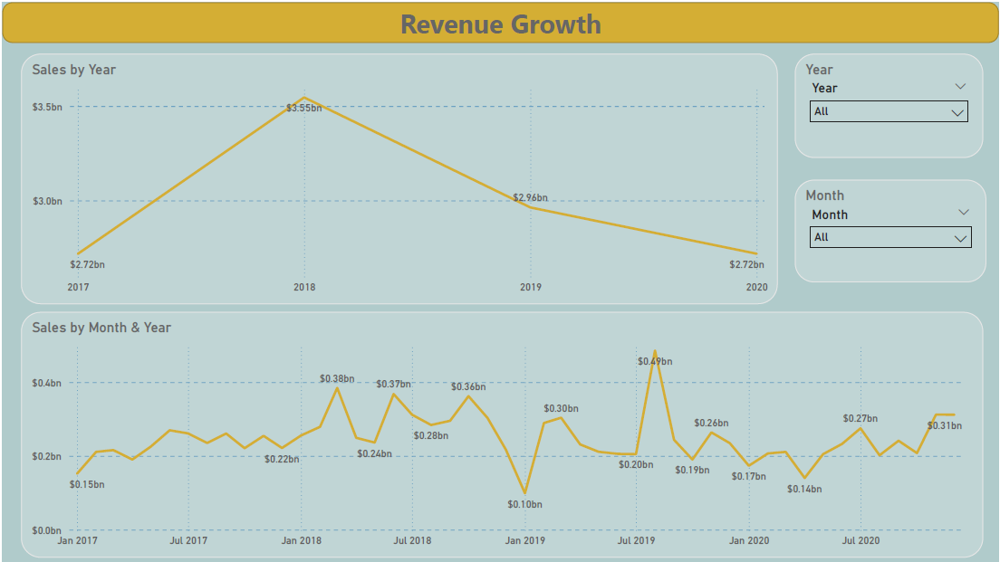 Revenue Growth
Sales by Year
$3.5bn
$3.0bn
$3.55bn
$2.96bn
$2.72bn
$2.72bn
2017 2018 2019 2020
Year
Year
All
Month
Month
All
Sales by Month & Year
$0.4bn
$0.2bn
$0.0bn
$0.15bn
$0.22bn
$0.38bn
$0.24bn
$0.37bn
$0.28bn
$0.36bn
$0.10bn
$0.30bn
$0.20bn
$0.49bn
$0.19bn
$0.26bn
$0.17bn
$0.14bn
$0.27bn
$0.31bn
Jan 2017 Jul 2017 Jan 2018 Jul 2018 Jan 2019 Jul 2019 Jan 2020 Jul 2020